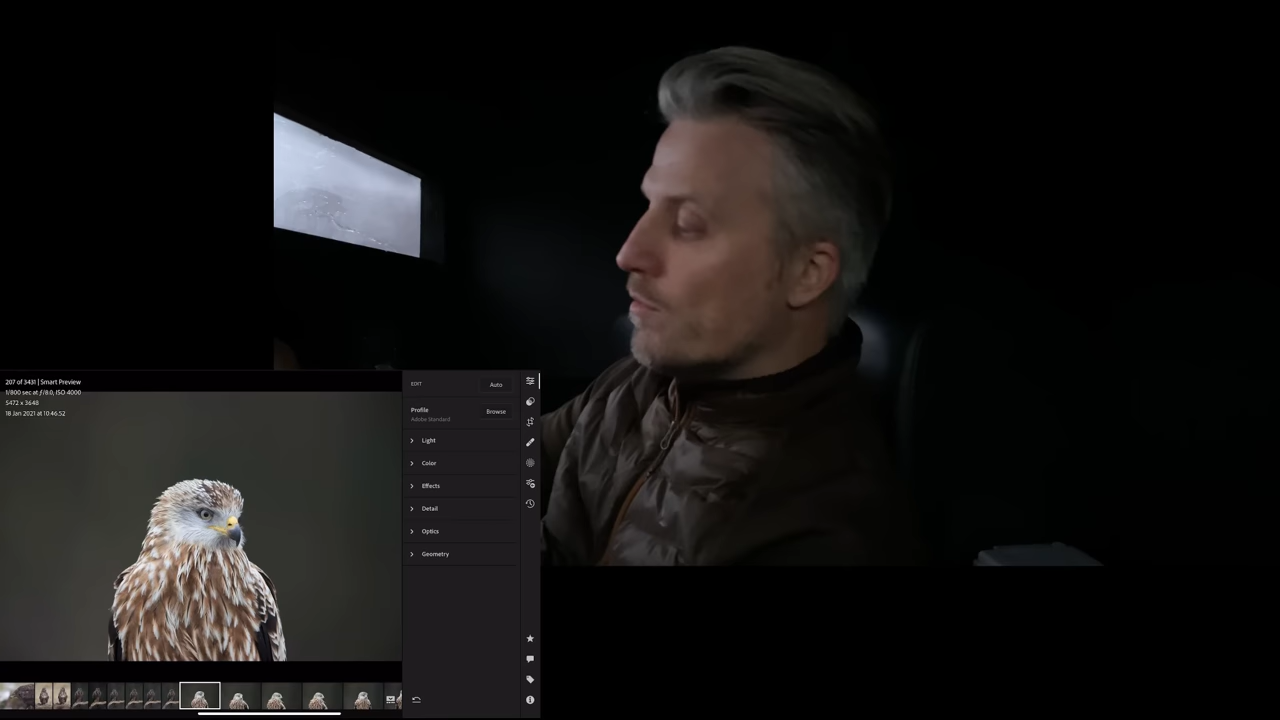 207 of 3431 | Smart Preview
1/800 sec at ƒ/8.0, ISO 4000
5472 x 3648
18 Jan 2021 at 10:46:52
EDIT
Auto
Profile
Adobe Standard
Browse
Light
Color
Effects
Detail
Optics
Geometry